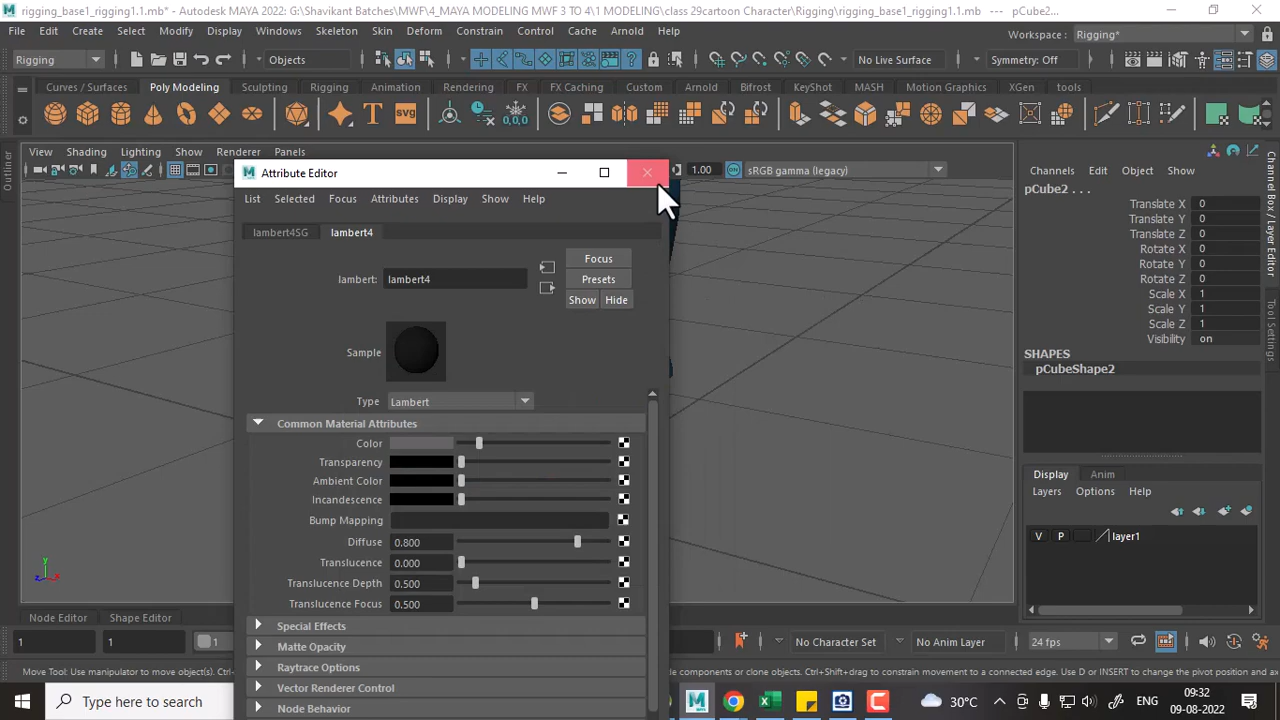 rigging_base1_rigging1.1.mb* - Autodesk MAYA 2022: G:\Shavikant Batches\MWF\4_MAYA MODELING MWF 3 TO 4\1 MODELING\class 29cartoon Character\Rigging\rigging_base1_rigging1.1.mb --- pCube2...
File Edit Create Select Modify Display Windows Skeleton Skin Deform Constrain Control Cache Arnold Help
Workspace : Rigging*
Rigging Objects No Live Surface Symmetry: Off
Curves / Surfaces Poly Modeling Sculpting Rigging Animation Rendering FX FX Caching Custom Arnold Bifrost KeyShot MASH Motion Graphics XGen tools
SVG 0,0,0
View Shading Lighting Show Renderer Panels
1.00 sRGB gamma (legacy)
Outliner
Attribute Editor
List Selected Focus Attributes Display Show Help
lambert4SG lambert4
lambert: lambert4
Focus
Presets
Show Hide
Sample
Type Lambert
Common Material Attributes
Color
Transparency
Ambient Color
Incandescence
Bump Mapping
Diffuse 0.800
Translucence 0.000
Translucence Depth 0.500
Translucence Focus 0.500
Special Effects
Matte Opacity
Raytrace Options
Vector Renderer Control
Node Behavior
Channels Edit Object Show
pCube2 . . .
Translate X 0
Translate Y 0
Translate Z 0
Rotate X 0
Rotate Y 0
Rotate Z 0
Scale X 1
Scale Y 1
Scale Z 1
Visibility on
SHAPES
pCubeShape2
Display Anim
Layers Options Help
V P layer1
Channel Box / Layer Editor
Tool Settings
y
z x
Node Editor Shape Editor
1 1 1 No Character Set No Anim Layer 24 fps
Move Tool: Use manipulator to move object(s). Ctrl+
e components or clone objects. Ctrl+Shift+drag to constrain movement to a connected edge. Use D or INSERT to change the pivot position and a
Type here to search
30°C ENG 09:32
09-08-2022